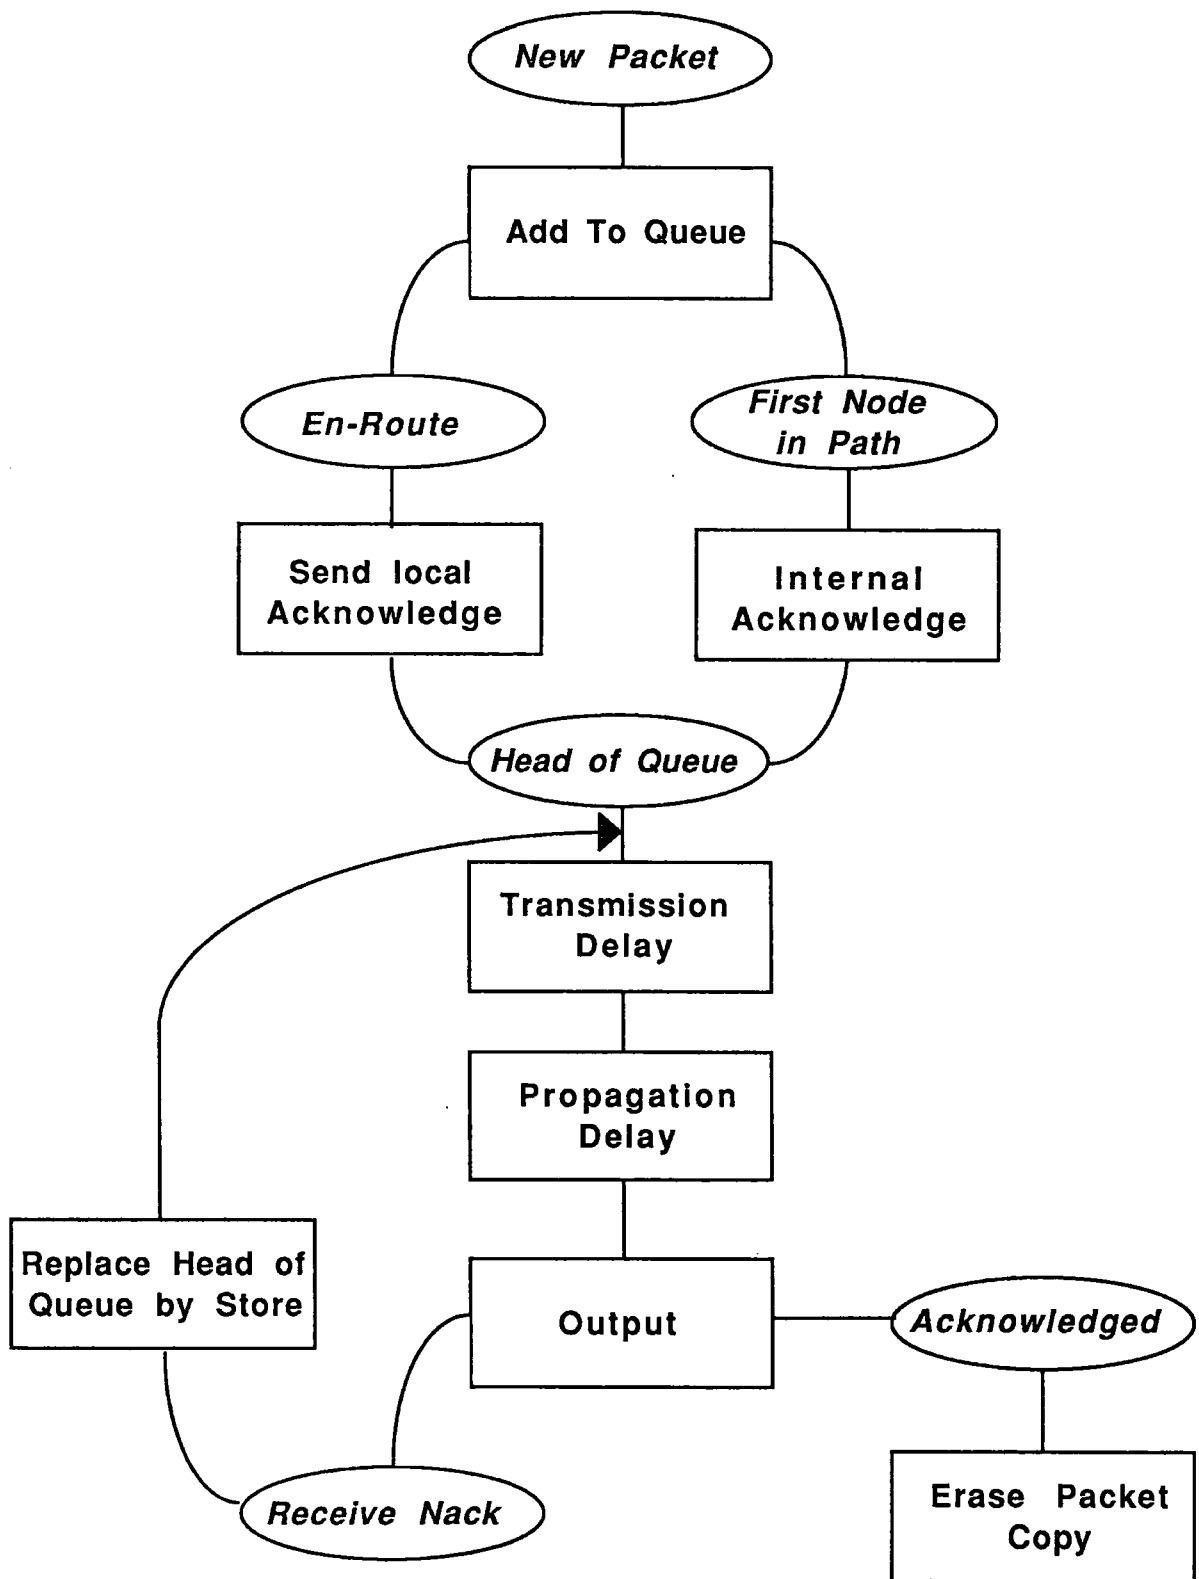 New Packet
Add To Queue
En-Route
First Node
in Path
Send local
Acknowledge
Internal
Acknowledge
Head of Queue
Transmission
Delay
Propagation
Delay
Replace Head of
Queue by Store
Output
Acknowledged
Receive Nack
Erase Packet
Copy